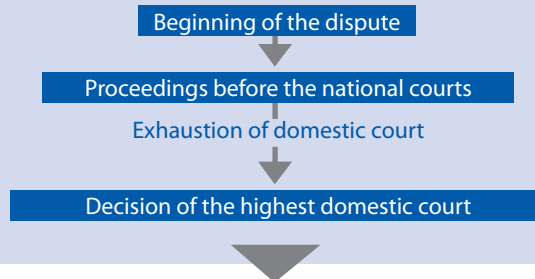 Beginning of the dispute
Proceedings before the national courts
Exhaustion of domestic court
Decision of the highest domestic court